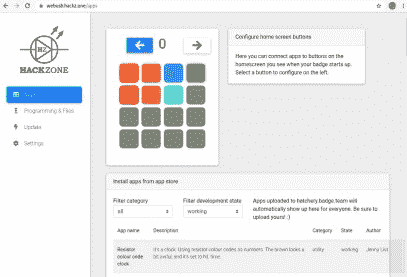 webusb.hackz.one/apps
HZ
HACKZONE
Programming & Files
Update
Settings
0
Configure home screen buttons
Here you can connect apps to buttons on the
homescreen you see when your badge starts up.
Select a button to configure on the left.
Install apps from app store
Filter category
all
Filter development state
working
Apps uploaded to hatchery.badge.team will
automatically show up here for everyone. Be sure to
upload yours! :)
App name Description Category State Author
Resistor
colour code
clock
It's a clock. Using resistor colour codes as numbers. The brown looks a
bit awful, and it's set to NL time.
utility working Jenny List